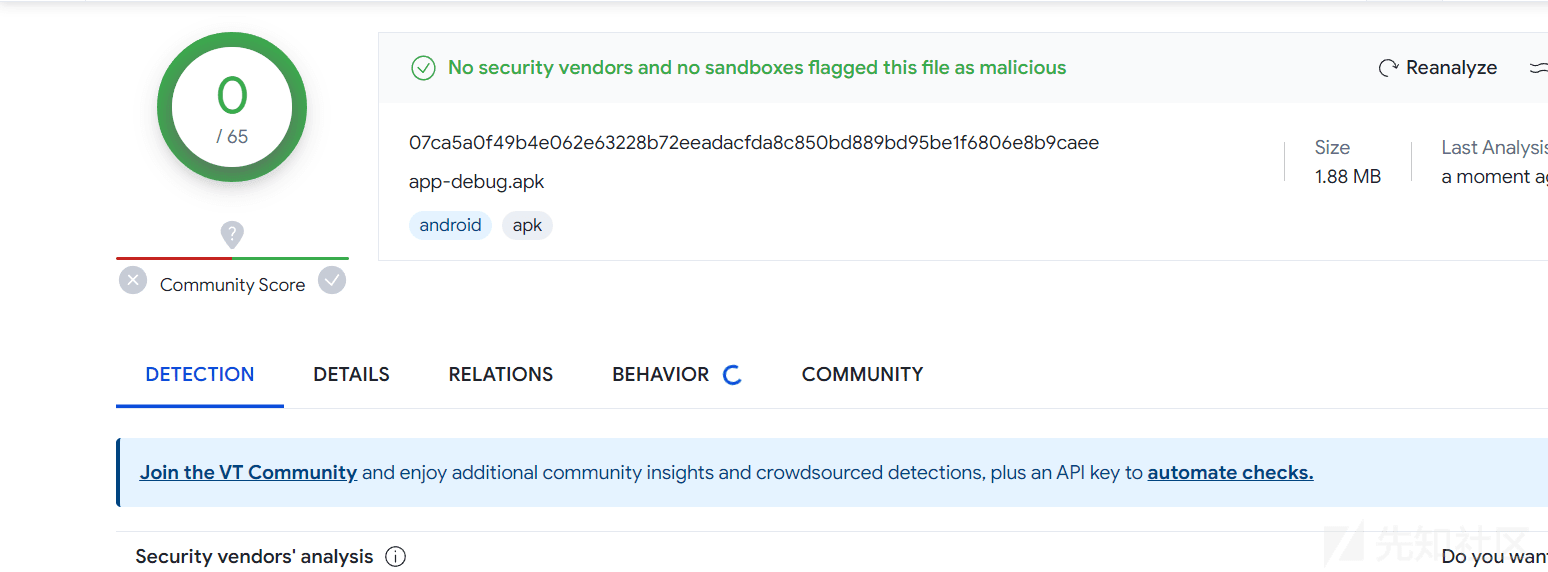 0
/ 65
Community Score
No security vendors and no sandboxes flagged this file as malicious
Reanalyze
07ca5a0f49b4e062e63228b72eeadacfda8c850bd889bd95be1f6806e8b9caee
app-debug.apk
android apk
Size
1.88 MB
Last Analysis
a moment ag
DETECTION DETAILS RELATIONS BEHAVIOR COMMUNITY
Join the VT Community and enjoy additional community insights and crowdsourced detections, plus an API key to automate checks.
Security vendors' analysis
Do you wan
先知社区